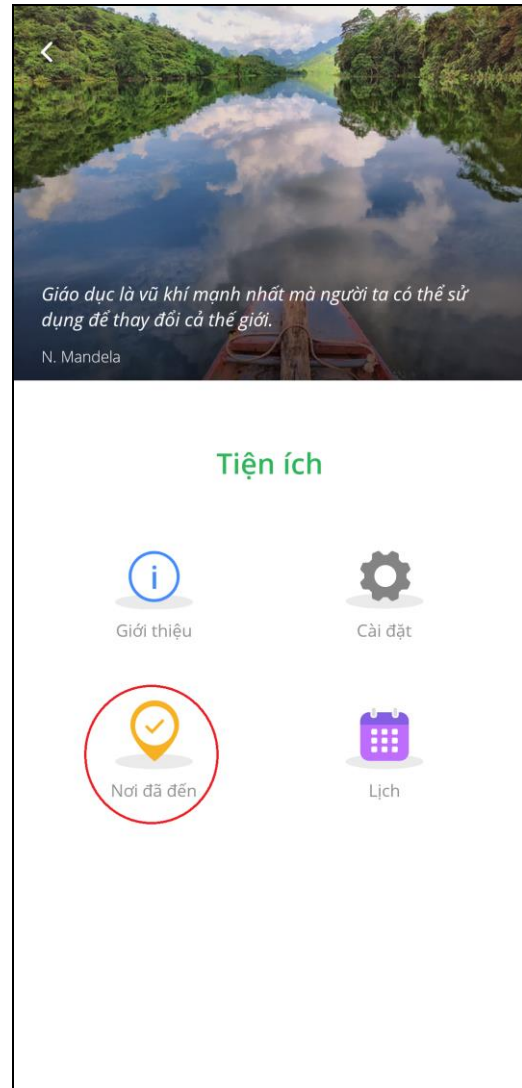 Giáo dục là vũ khí mạnh nhất mà người ta có thể sử
dụng để thay đổi cả thế giới.
N. Mandela
Tiện ích
Giới thiệu
Cài đặt
Nơi đã đến
Lịch